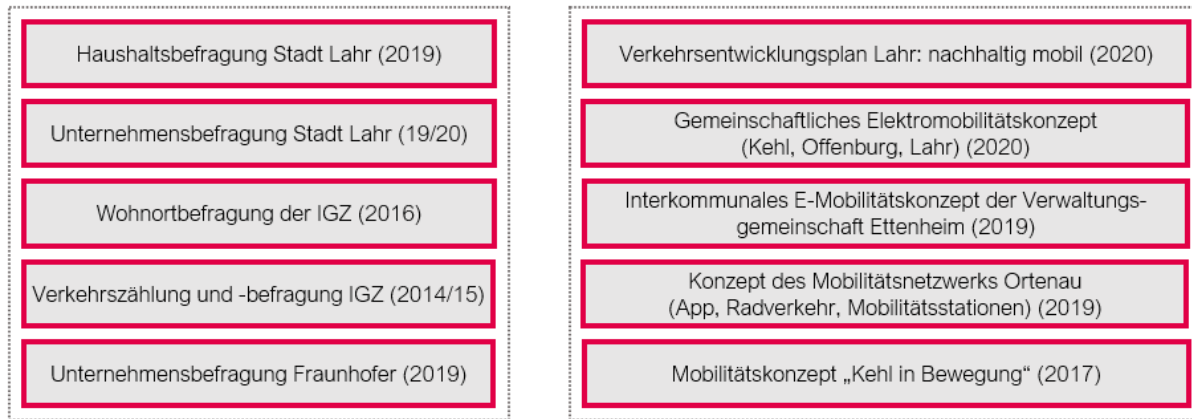 Haushaltsbefragung Stadt Lahr (2019)
Unternehmensbefragung Stadt Lahr (19/20)
Wohnortbefragung der IGZ (2016)
Verkehrszählung und -befragung IGZ (2014/15)
Unternehmensbefragung Fraunhofer (2019)
Verkehrsentwicklungsplan Lahr: nachhaltig mobil (2020)
Gemeinschaftliches Elektromobilitätskonzept
(Kehl, Offenburg, Lahr) (2020)
Interkommunales E-Mobilitätskonzept der Verwaltungs-
gemeinschaft Ettenheim (2019)
Konzept des Mobilitätsnetzwerks Ortenau
(App, Radverkehr, Mobilitätsstationen) (2019)
Mobilitätskonzept „Kehl in Bewegung“ (2017)